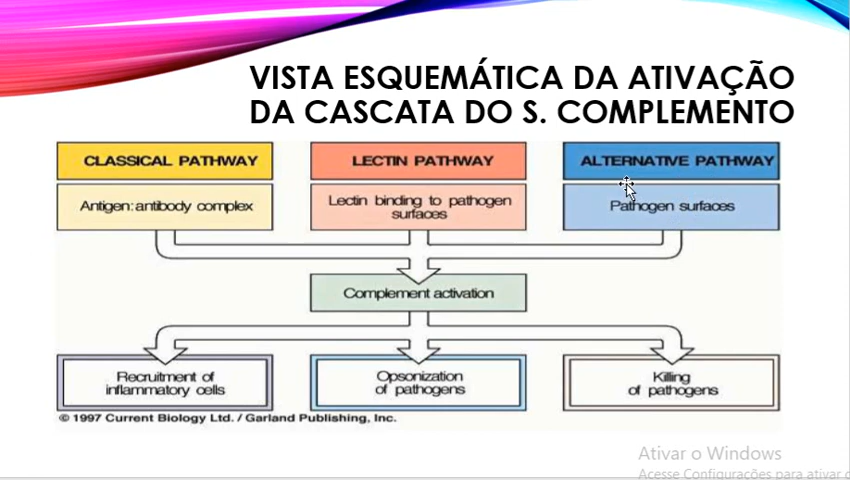 VISTA ESQUEMÁTICA DA ATIVAÇÃO
DA CASCATA DO S. COMPLEMENTO
CLASSICAL PATHWAY
LECTIN PATHWAY
ALTERNATIVE PATHWAY
Antigen:antibody complex
Lectin binding to pathogen
surfaces
Pathogen surfaces
Complement activation
Recruitment of
inflammatory cells
Opsonization
of pathogens
Killing
of pathogens
© 1997 Current Biology Ltd. / Garland Publishing, Inc.
Ativar o Windows
Acesse Configurações para ativar o